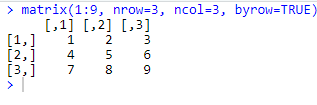 > matrix(1:9, nrow=3, ncol=3, byrow=TRUE)
     [,1] [,2] [,3]
[1,]    1    2    3
[2,]    4    5    6
[3,]    7    8    9
>